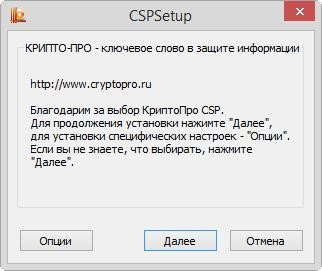 CSPSetup
КРИПТО-ПРО - ключевое слово в защите информации
http://www.cryptopro.ru
Благодарим за выбор КриптоПро CSP.
Для продолжения установки нажмите "Далее",
для установки специфических настроек - "Опции".
Если вы не знаете, что выбирать, нажмите
"Далее".
Опции Далее Отмена